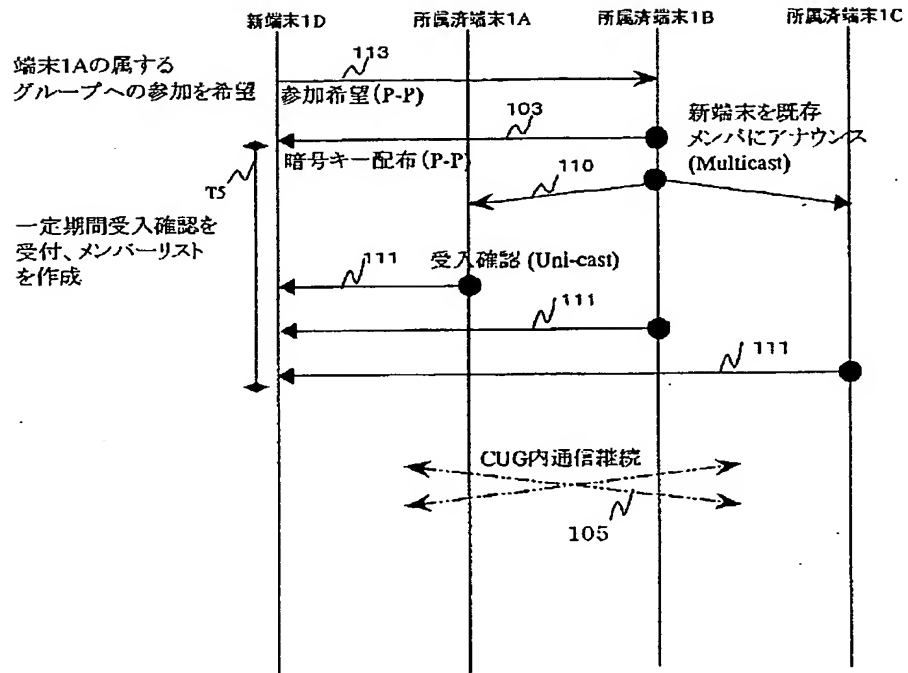 新端末1D
所属済端末1A
所属済端末1B
所属済端末1C
113
端末1Aの属する
グループへの参加を希望
参加希望(P-P)
103
新端末を既存
メンバにアナウンス
(Multicast)
暗号キー配布(P-P)
110
T5
一定期間受入確認を
受付、メンバーリスト
を作成
111
受入確認 (Uni-cast)
111
111
CUG内通信継続
105